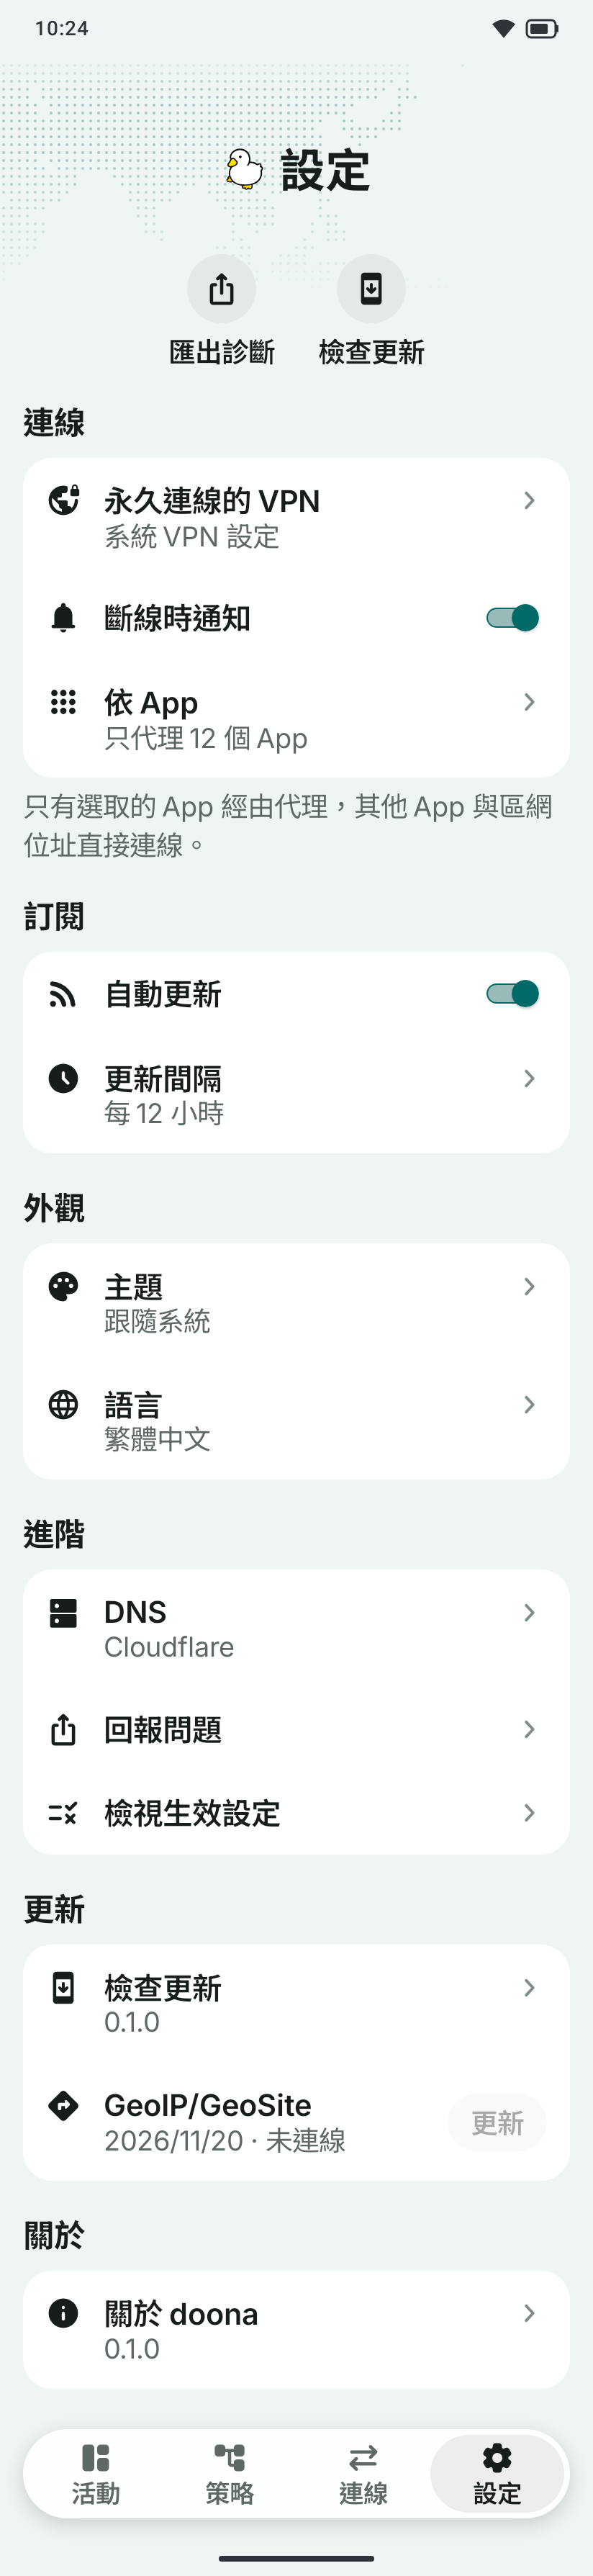 10:24
設定
匯出診斷
檢查更新
連線
永久連線的 VPN
系統 VPN 設定
斷線時通知
依 App
只代理 12 個 App
只有選取的 App 經由代理，其他 App 與區網
位址直接連線。
訂閱
自動更新
更新間隔
每 12 小時
外觀
主題
跟隨系統
語言
繁體中文
進階
DNS
Cloudflare
回報問題
檢視生效設定
更新
檢查更新
0.1.0
GeoIP/GeoSite
2026/11/20 · 未連線
更新
關於
關於 doona
0.1.0
活動
策略
連線
設定